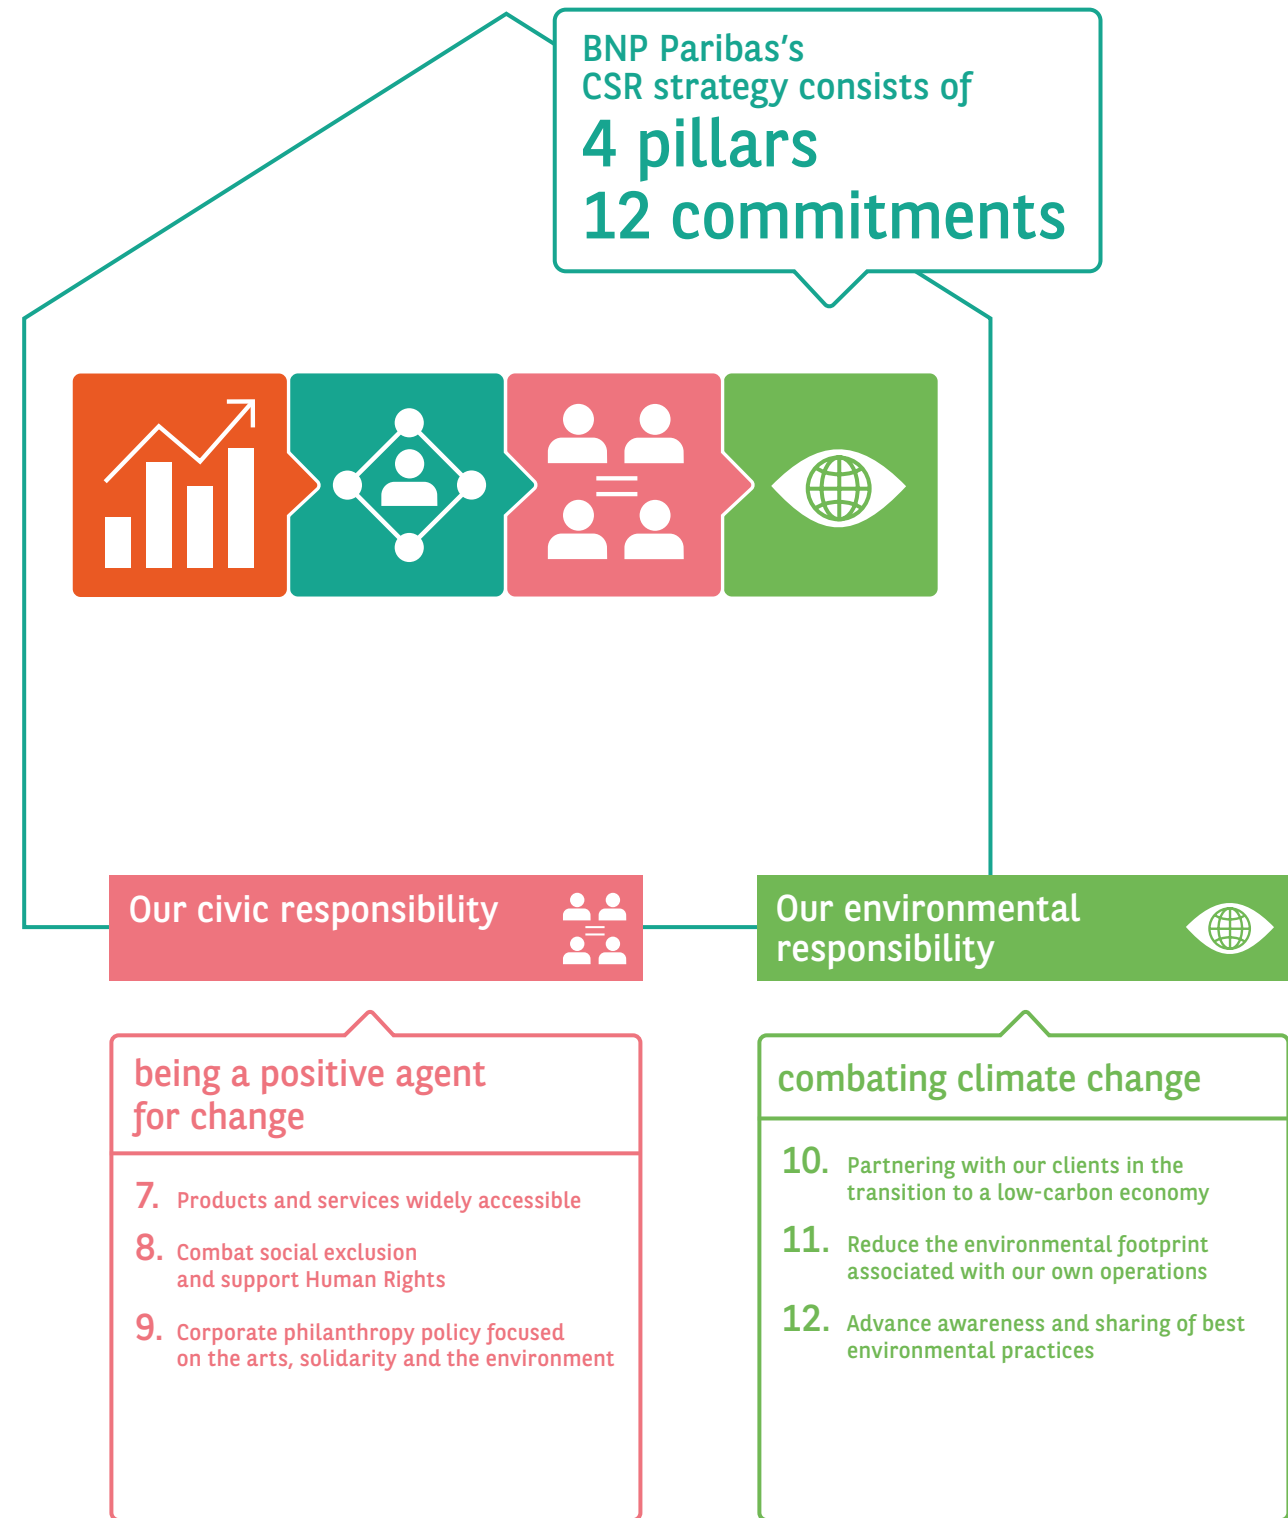 BNP Paribas’s
CSR strategy consists of
4 pillars
12 commitments
Our civic responsibility
being a positive agent
for change
7. Products and services widely accessible
8. Combat social exclusion
and support Human Rights
9. Corporate philanthropy policy focused
on the arts, solidarity and the environment
Our environmental
responsibility
combating climate change
10. Partnering with our clients in the
transition to a low-carbon economy
11. Reduce the environmental footprint
associated with our own operations
12. Advance awareness and sharing of best
environmental practices